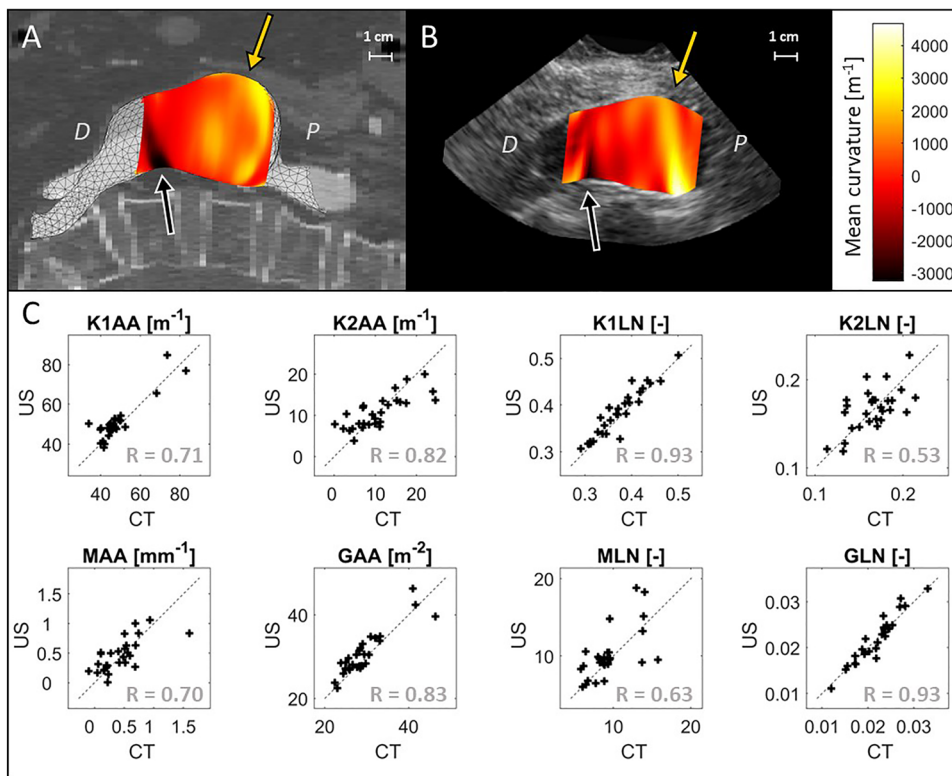 A
1 cm
D
P
B
1 cm
D
P
Mean curvature [m⁻¹]
4000
3000
2000
1000
0
-1000
-2000
-3000
C
K1AA [m⁻¹]
US
80
60
40
40 60 80
CT
R = 0.71
K2AA [m⁻¹]
US
20
10
0
0 10 20
CT
R = 0.82
K1LN [-]
US
0.5
0.4
0.3
0.3 0.4 0.5
CT
R = 0.93
K2LN [-]
US
0.2
0.1
0.1 0.2
CT
R = 0.53
MAA [mm⁻¹]
US
1.5
1
0.5
0
0 0.5 1 1.5
CT
R = 0.70
GAA [m⁻²]
US
40
30
20
20 40
CT
R = 0.83
MLN [-]
US
20
10
10 20
CT
R = 0.63
GLN [-]
US
0.03
0.02
0.01
0.01 0.02 0.03
CT
R = 0.93